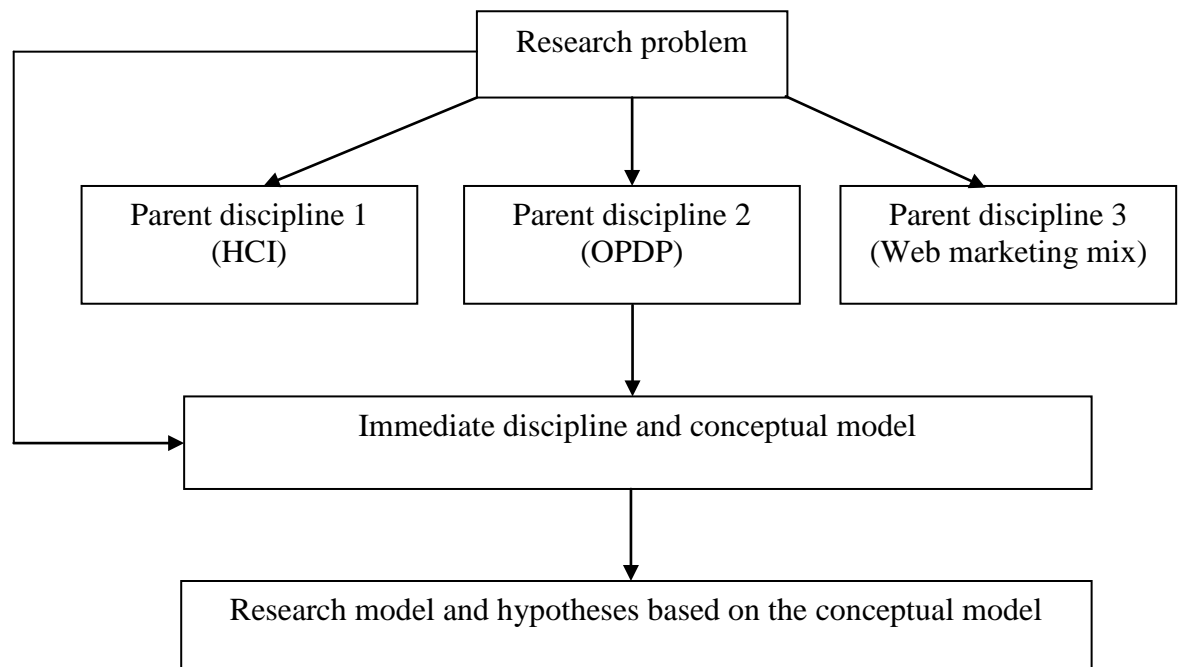 Research problem
Parent discipline 1
(HCI)
Parent discipline 2
(OPDP)
Parent discipline 3
(Web marketing mix)
Immediate discipline and conceptual model
Research model and hypotheses based on the conceptual model